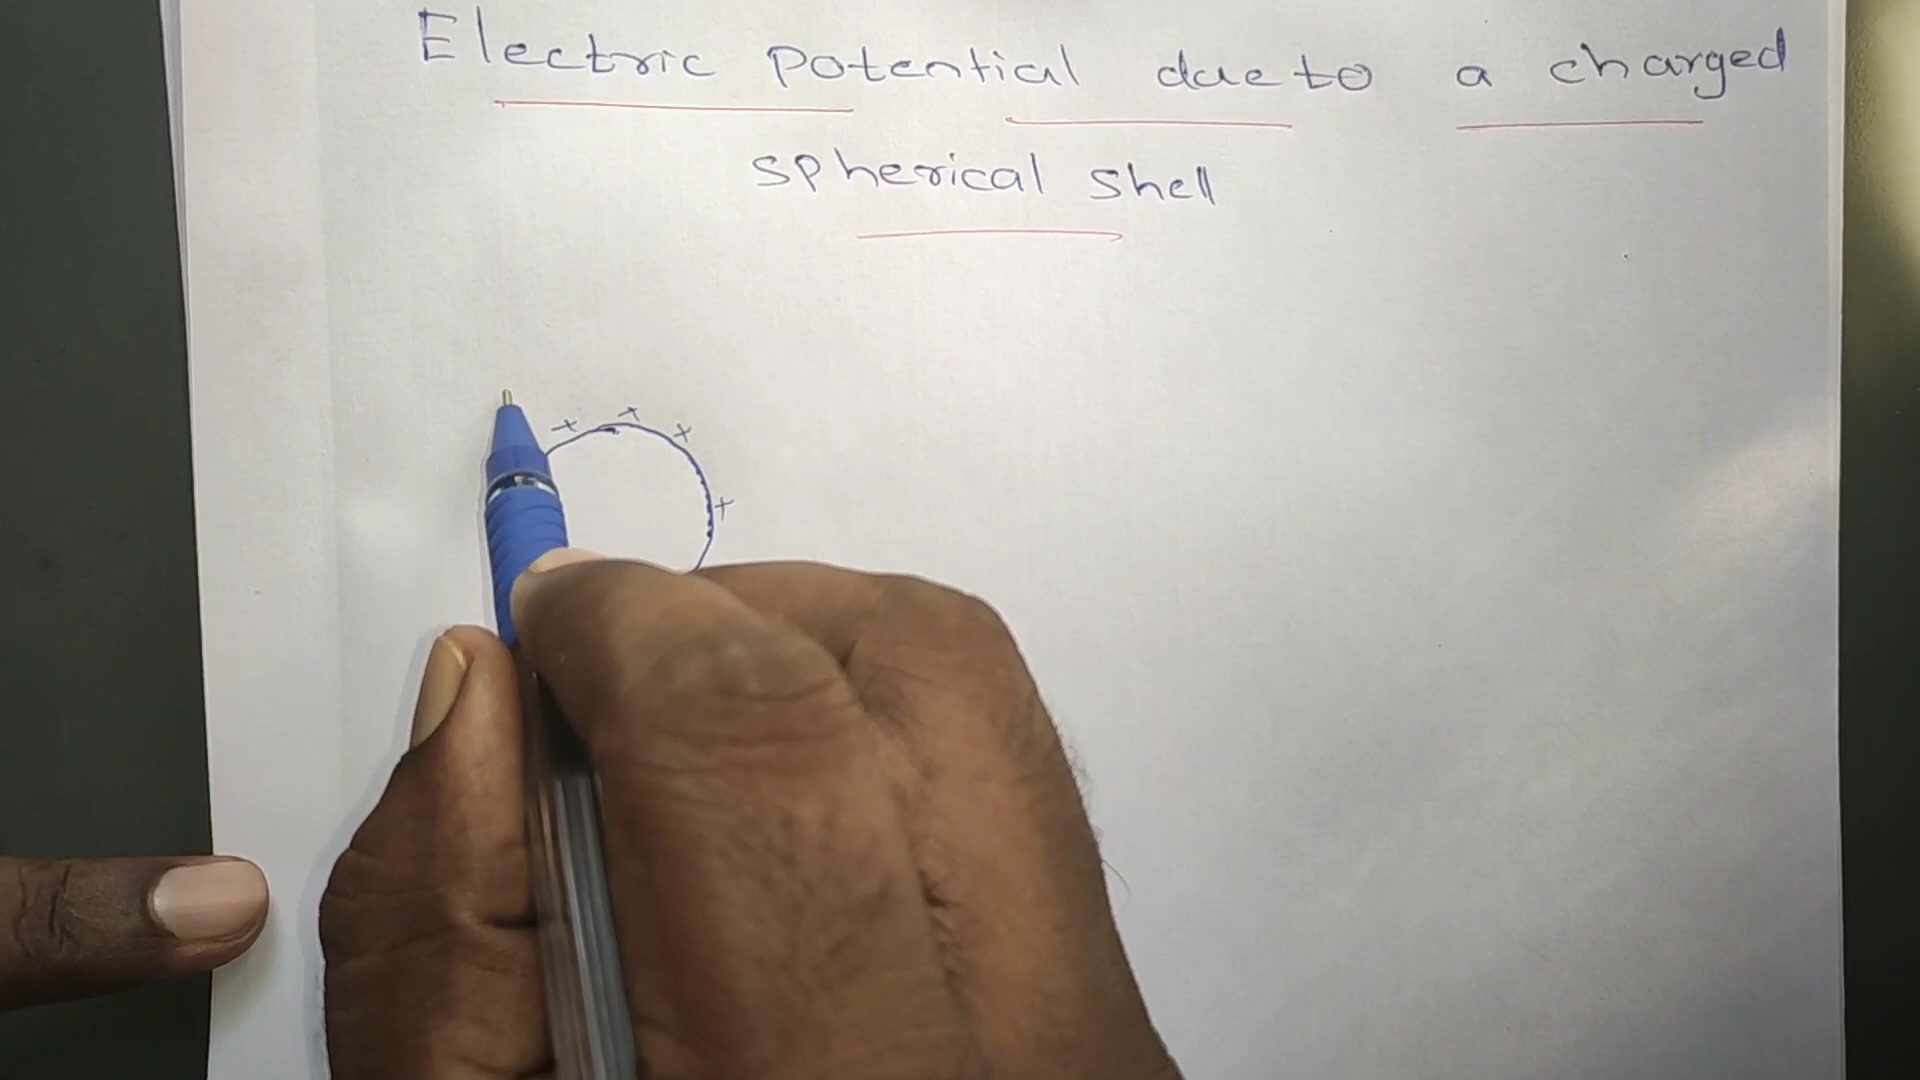 Electric potential due to a charged
spherical shell
+ + + +